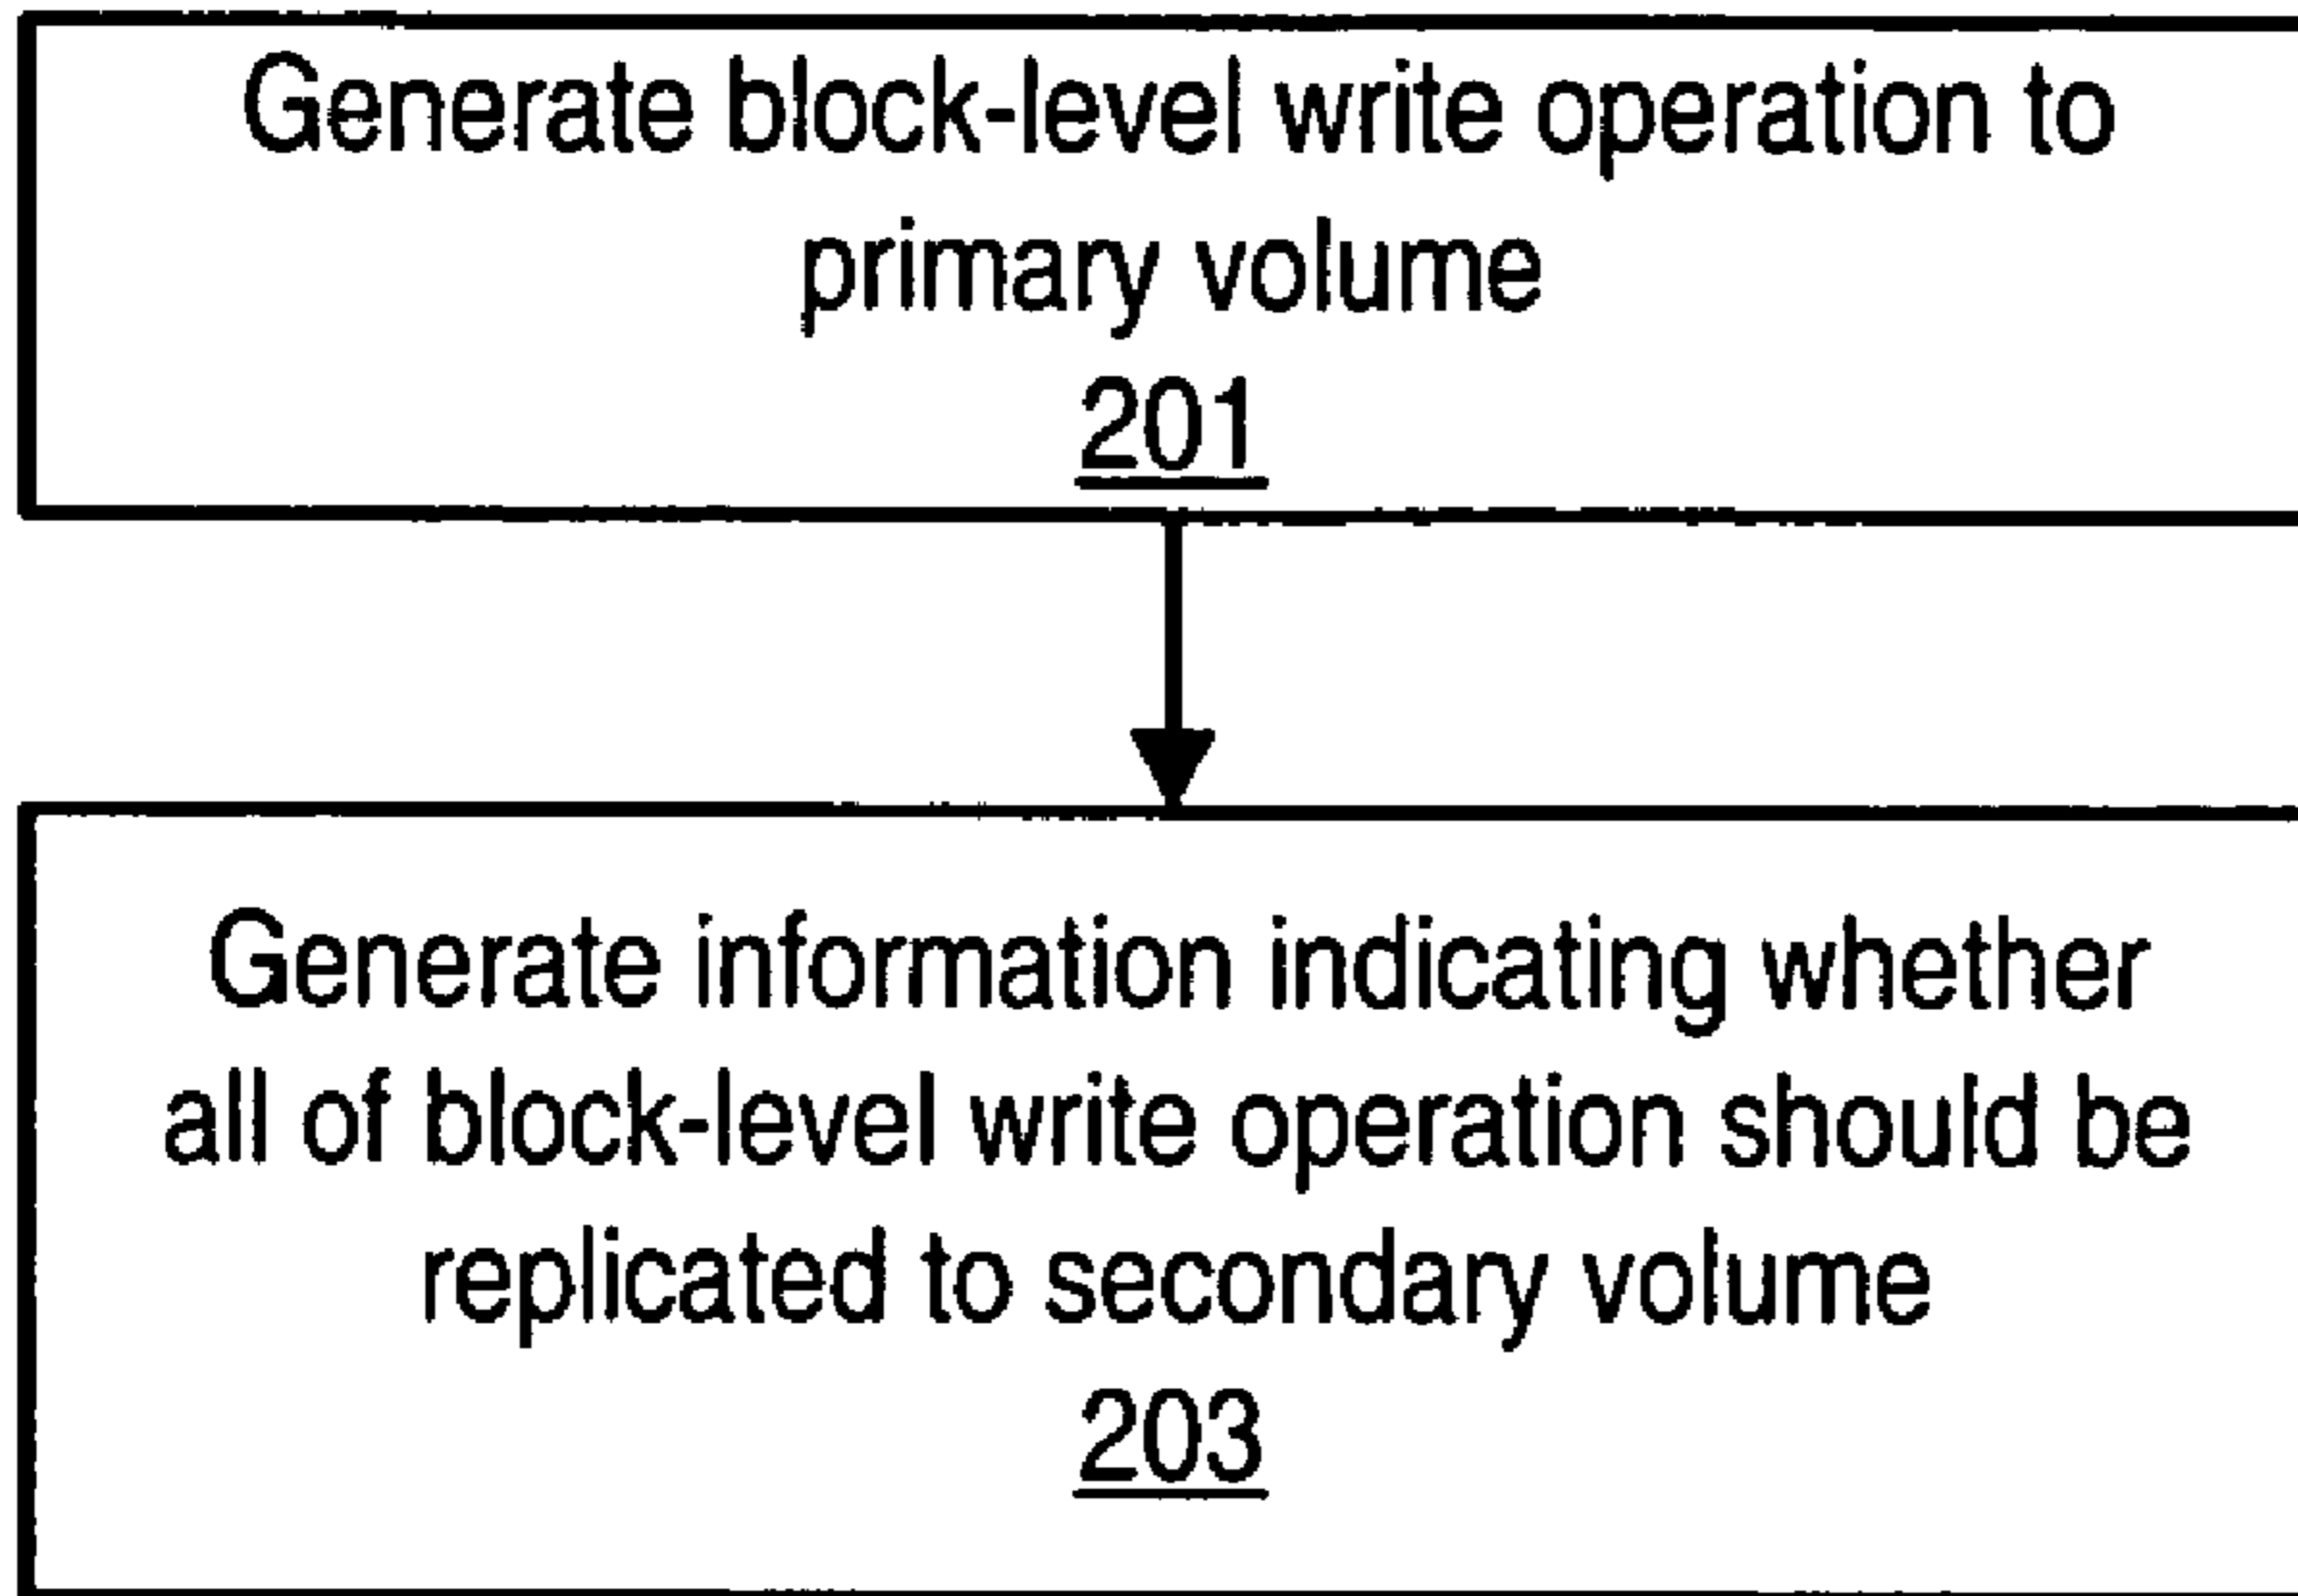 Generate block-level write operation to
primary volume
201
Generate information indicating whether
all of block-level write operation should be
replicated to secondary volume
203